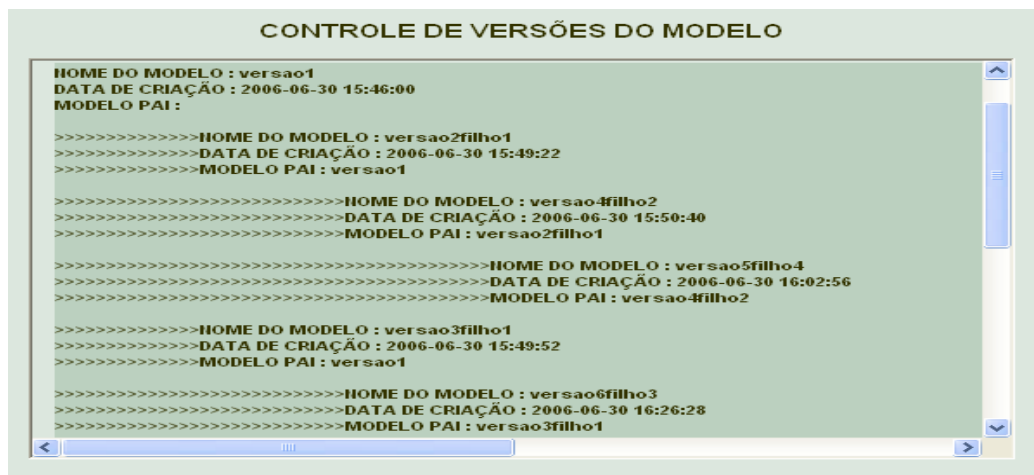 CONTROLE DE VERSÕES DO MODELO
NOME DO MODELO : versao1
DATA DE CRIAÇÃO : 2006-06-30 15:46:00
MODELO PAI :
>>>>>>>>>>>>>>NOME DO MODELO : versao2filho1
>>>>>>>>>>>>>>DATA DE CRIAÇÃO : 2006-06-30 15:49:22
>>>>>>>>>>>>>>MODELO PAI : versao1
>>>>>>>>>>>>>>>>>>>>>>>>>>>>NOME DO MODELO : versao4filho2
>>>>>>>>>>>>>>>>>>>>>>>>>>>>DATA DE CRIAÇÃO : 2006-06-30 15:50:40
>>>>>>>>>>>>>>>>>>>>>>>>>>>>MODELO PAI : versao2filho1
>>>>>>>>>>>>>>>>>>>>>>>>>>>>>>>>>>>>>>>>>>NOME DO MODELO : versao5filho4
>>>>>>>>>>>>>>>>>>>>>>>>>>>>>>>>>>>>>>>>>>DATA DE CRIAÇÃO : 2006-06-30 16:02:56
>>>>>>>>>>>>>>>>>>>>>>>>>>>>>>>>>>>>>>>>>>MODELO PAI : versao4filho2
>>>>>>>>>>>>>>NOME DO MODELO : versao3filho1
>>>>>>>>>>>>>>DATA DE CRIAÇÃO : 2006-06-30 15:49:52
>>>>>>>>>>>>>>MODELO PAI : versao1
>>>>>>>>>>>>>>>>>>>>>>>>>>>>NOME DO MODELO : versao6filho3
>>>>>>>>>>>>>>>>>>>>>>>>>>>>DATA DE CRIAÇÃO : 2006-06-30 16:26:28
>>>>>>>>>>>>>>>>>>>>>>>>>>>>MODELO PAI : versao3filho1